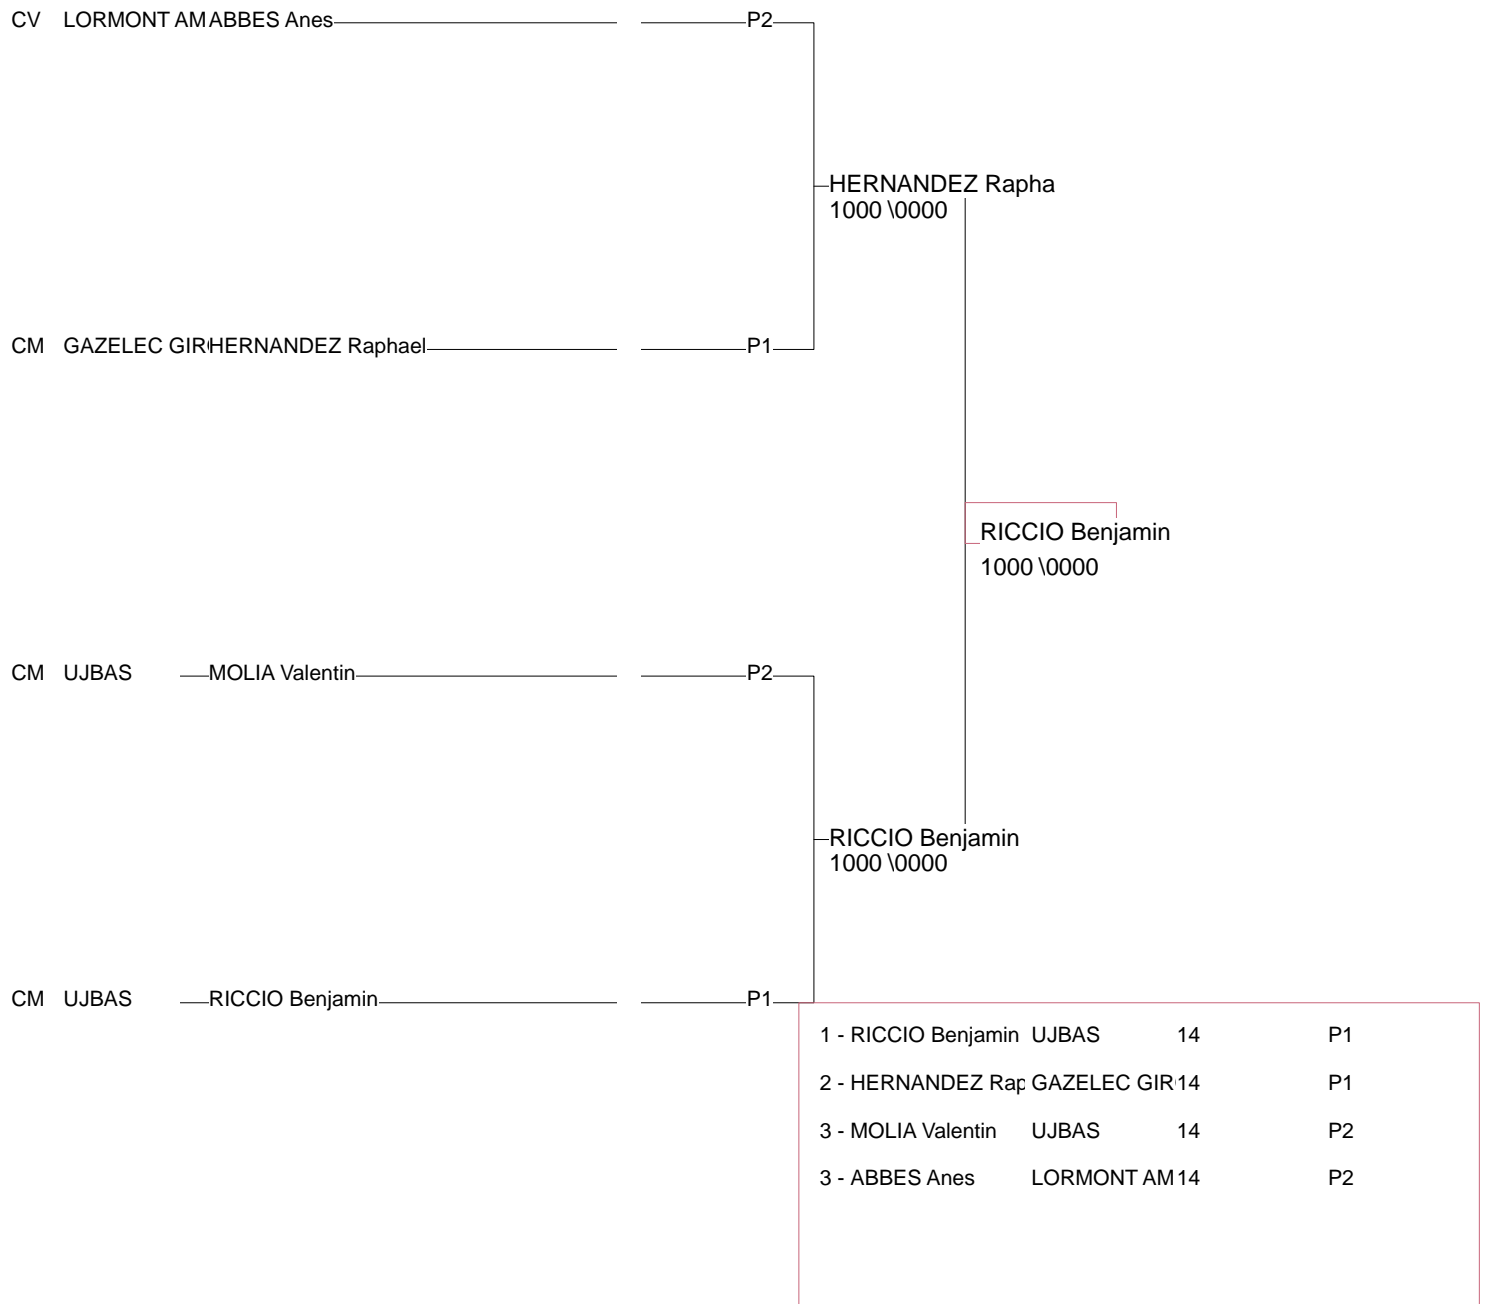 CV LORMONT AM ABBES Anes P2
HERNANDEZ Rapha
1000 \0000
CM GAZELEC GIR HERNANDEZ Raphael P1
RICCIO Benjamin
1000 \0000
CM UJBAS MOLIA Valentin P2
RICCIO Benjamin
1000 \0000
CM UJBAS RICCIO Benjamin P1
1 - RICCIO Benjamin UJBAS 14 P1
2 - HERNANDEZ Rap GAZELEC GIR 14 P1
3 - MOLIA Valentin UJBAS 14 P2
3 - ABBES Anes LORMONT AM 14 P2